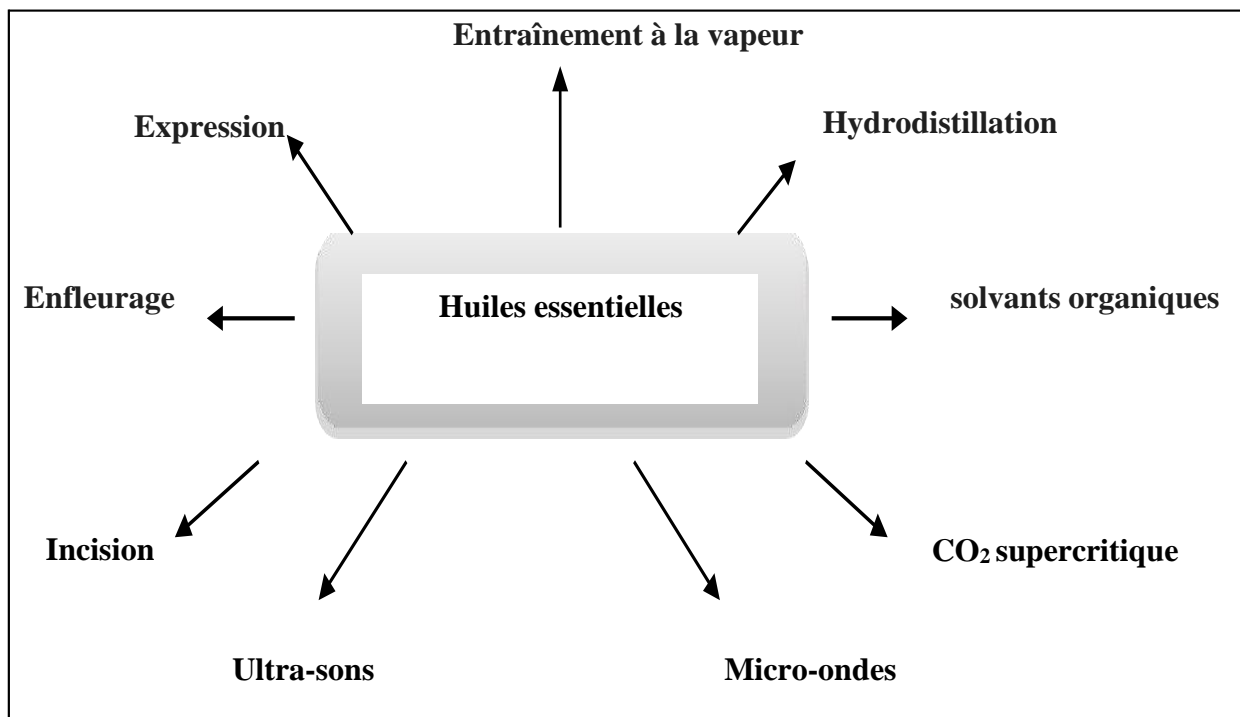 Entraînement à la vapeur
Expression
Hydrodistillation
Enfleurage
Huiles essentielles
solvants organiques
Incision
CO₂ supercritique
Ultra-sons
Micro-ondes